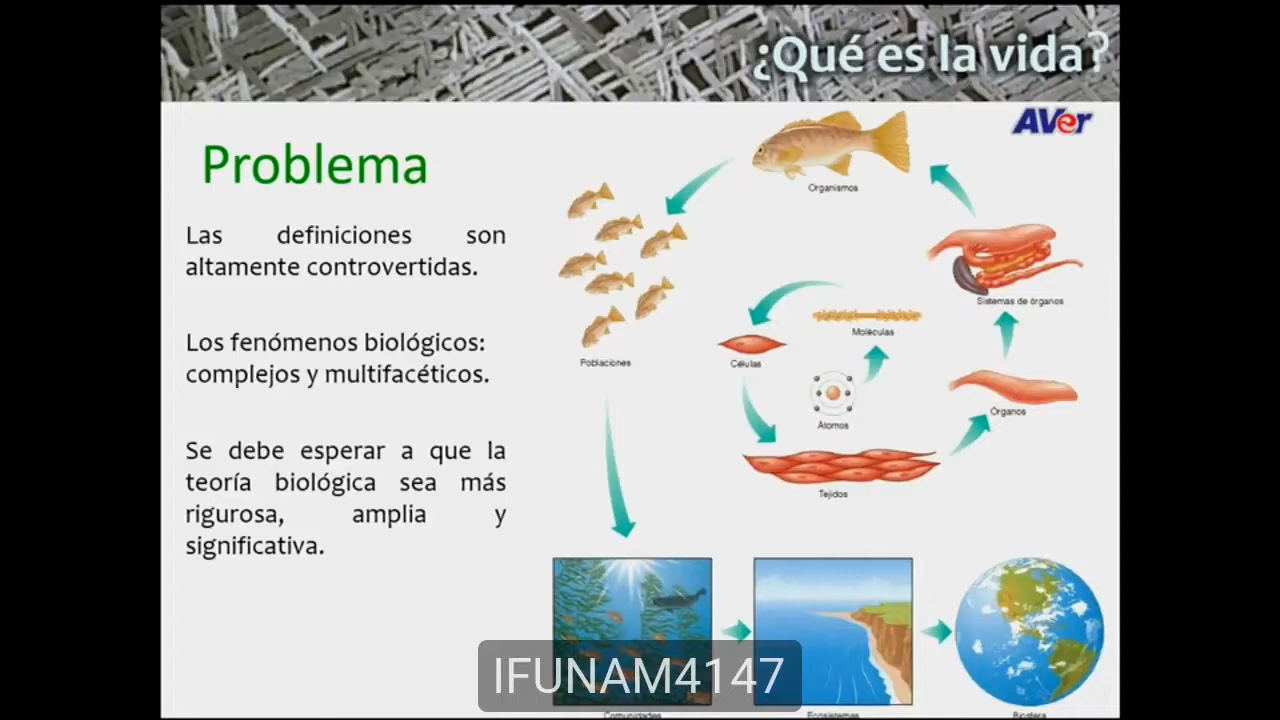 ¿Qué es la vida?
AVer
Problema
Las definiciones son
altamente controvertidas.
Los fenómenos biológicos:
complejos y multifacéticos.
Se debe esperar a que la
teoría biológica sea más
rigurosa, amplia y
significativa.
Organismos
Sistemas de órganos
Poblaciones
Moléculas
Células
Átomos
Órganos
Tejidos
IFUNAM4147
Comunidades
Ecosistemas
Biosfera